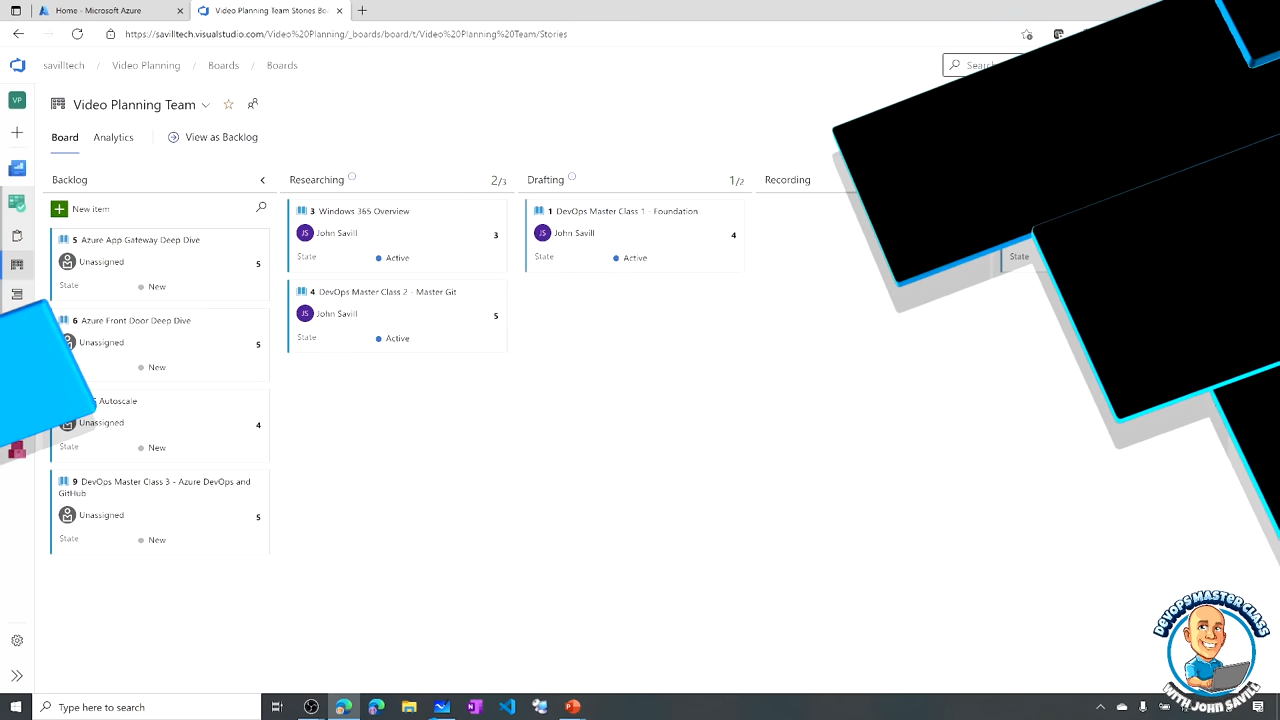 Home - Microsoft Azure
Video Planning Team Stories Bo
https://savilltech.visualstudio.com/Video%20Planning/_boards/board/t/Video%20Planning%20Team/Stories
savilltech / Video Planning / Boards / Boards
Search
VP
Video Planning Team
Board Analytics View as Backlog
Backlog
New item
5 Azure App Gateway Deep Dive
Unassigned 5
State New
6 Azure Front Door Deep Dive
Unassigned 5
State New
Autoscale
Unassigned 4
State New
9 DevOps Master Class 3 - Azure DevOps and
GitHub
Unassigned 5
State New
Researching 2/3
3 Windows 365 Overview
JS John Savill 3
State Active
4 DevOps Master Class 2 - Master Git
JS John Savill 5
State Active
Drafting 1/2
1 DevOps Master Class 1 - Foundation
JS John Savill 4
State Active
Recording
State
DEVOPS MASTER CLASS
WITH JOHN SAVILL
Type here to search